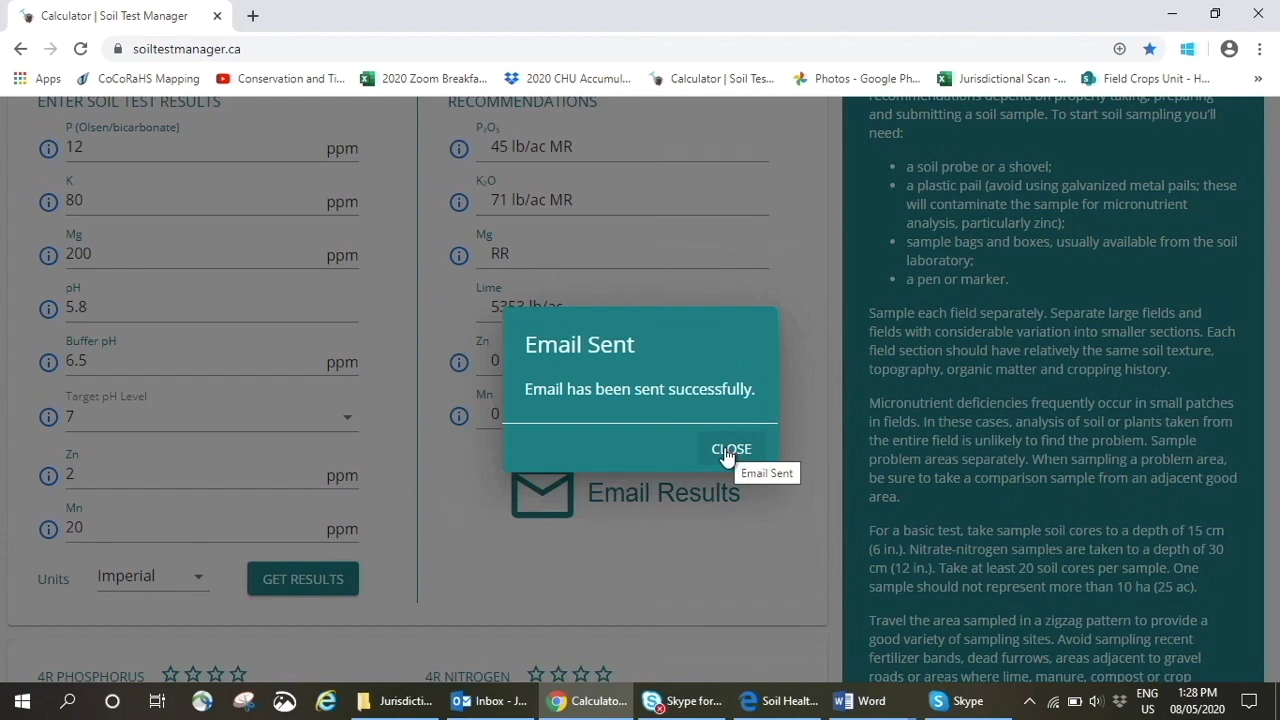 Calculator | Soil Test Manager
soiltestmanager.ca
Apps
CoCoRaHS Mapping
Conservation and Ti...
2020 Zoom Breakfa...
2020 CHU Accumul...
Calculator | Soil Tes...
Photos - Google Ph...
Jurisdictional Scan -...
Field Crops Unit - H...
»
ENTER SOIL TEST RESULTS
P (Olsen/bicarbonate)
12 ppm
K
80 ppm
Mg
200 ppm
pH
5.8
Buffer pH
6.5
Target pH Level
7
Zn
2 ppm
Mn
20 ppm
Units Imperial GET RESULTS
RECOMMENDATIONS
P₂O₅
45 lb/ac MR
K₂O
71 lb/ac MR
Mg
RR
Lime
5353 lb/ac
Zn
0
Mn
0
Email Sent
Email has been sent successfully.
CLOSE
Email Sent
Email Results
4R PHOSPHORUS
4R NITROGEN
recommendations depend on properly taking, preparing
and submitting a soil sample. To start soil sampling you'll
need:
• a soil probe or a shovel;
• a plastic pail (avoid using galvanized metal pails; these
will contaminate the sample for micronutrient
analysis, particularly zinc);
• sample bags and boxes, usually available from the soil
laboratory;
• a pen or marker.
Sample each field separately. Separate large fields and
fields with considerable variation into smaller sections. Each
field section should have relatively the same soil texture,
topography, organic matter and cropping history.
Micronutrient deficiencies frequently occur in small patches
in fields. In these cases, analysis of soil or plants taken from
the entire field is unlikely to find the problem. Sample
problem areas separately. When sampling a problem area,
be sure to take a comparison sample from an adjacent good
area.
For a basic test, take sample soil cores to a depth of 15 cm
(6 in.). Nitrate-nitrogen samples are taken to a depth of 30
cm (12 in.). Take at least 20 soil cores per sample. One
sample should not represent more than 10 ha (25 ac).
Travel the area sampled in a zigzag pattern to provide a
good variety of sampling sites. Avoid sampling recent
fertilizer bands, dead furrows, areas adjacent to gravel
roads or areas where lime, manure, compost or crop
Jurisdicti...
Inbox - J...
Calculato...
Skype for...
Soil Healt...
Word
Skype
ENG
US
1:28 PM
08/05/2020